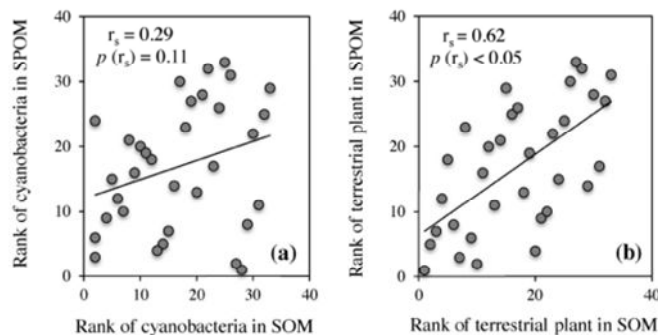 r_s = 0.29
p (r_s) = 0.11
Rank of cyanobacteria in SPOM
40
30
20
10
0
(a)
0 10 20 30 40
Rank of cyanobacteria in SOM
r_s = 0.62
p (r_s) < 0.05
Rank of terrestrial plant in SPOM
40
30
20
10
0
(b)
0 20 40
Rank of terrestrial plant in SOM